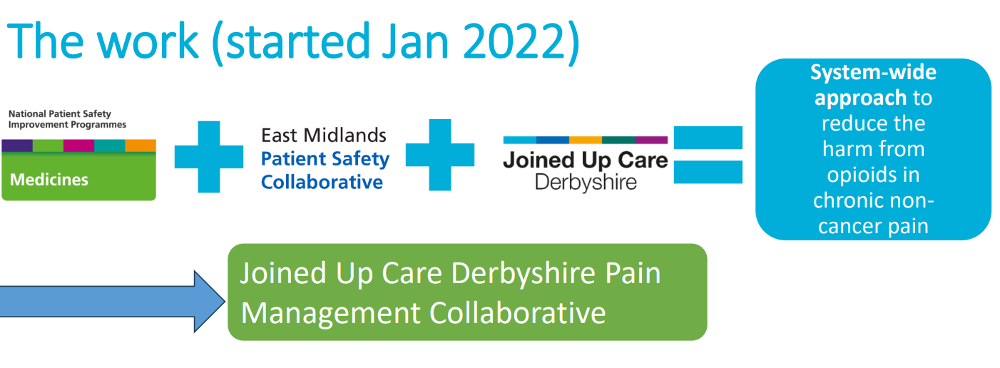 The work (started Jan 2022)
National Patient Safety
Improvement Programmes
Medicines
East Midlands
Patient Safety
Collaborative
Joined Up Care
Derbyshire
System-wide
approach to
reduce the
harm from
opioids in
chronic non-
cancer pain
Joined Up Care Derbyshire Pain
Management Collaborative